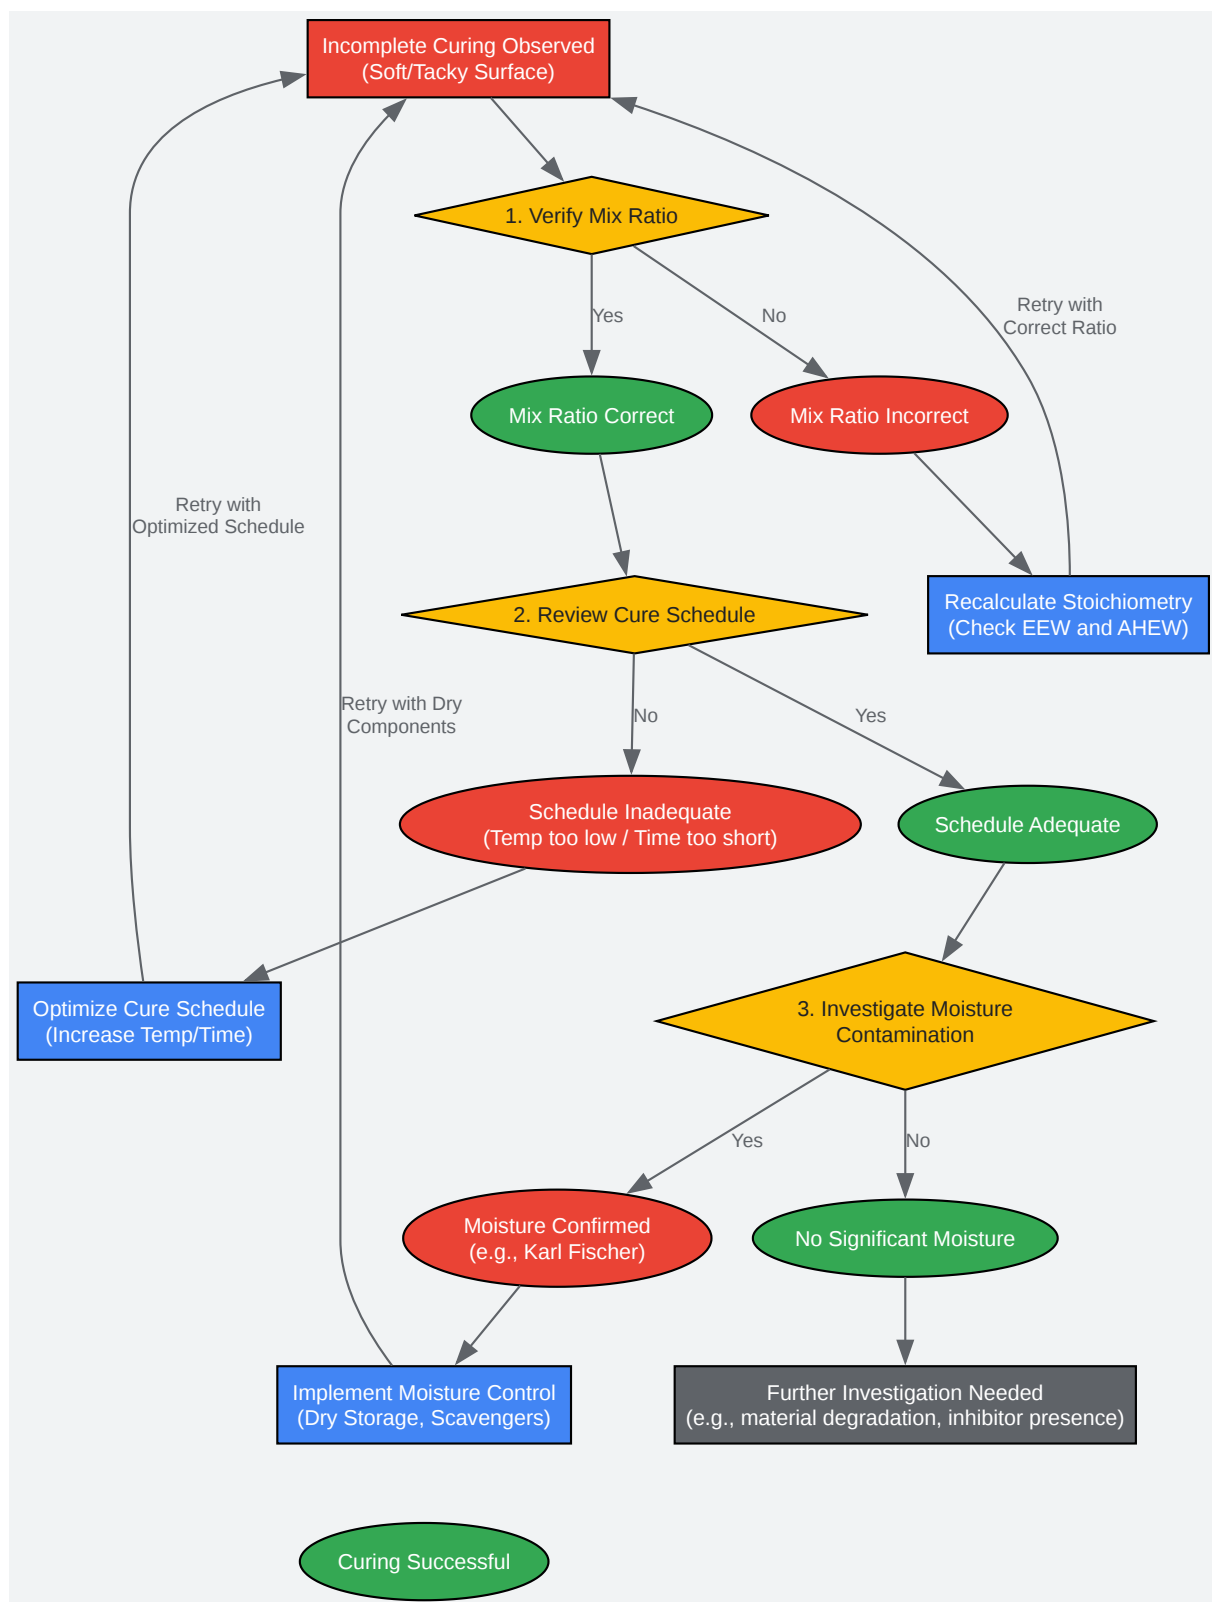 Incomplete Curing Observed
(Soft/Tacky Surface)
1. Verify Mix Ratio
Yes
No
Retry with
Correct Ratio
Mix Ratio Correct
Mix Ratio Incorrect
Retry with
Optimized Schedule
Recalculate Stoichiometry
(Check EEW and AHEW)
2. Review Cure Schedule
Retry with Dry
Components
No
Yes
Schedule Inadequate
(Temp too low / Time too short)
Schedule Adequate
Optimize Cure Schedule
(Increase Temp/Time)
3. Investigate Moisture
Contamination
Yes
No
Moisture Confirmed
(e.g., Karl Fischer)
No Significant Moisture
Implement Moisture Control
(Dry Storage, Scavengers)
Further Investigation Needed
(e.g., material degradation, inhibitor presence)
Curing Successful